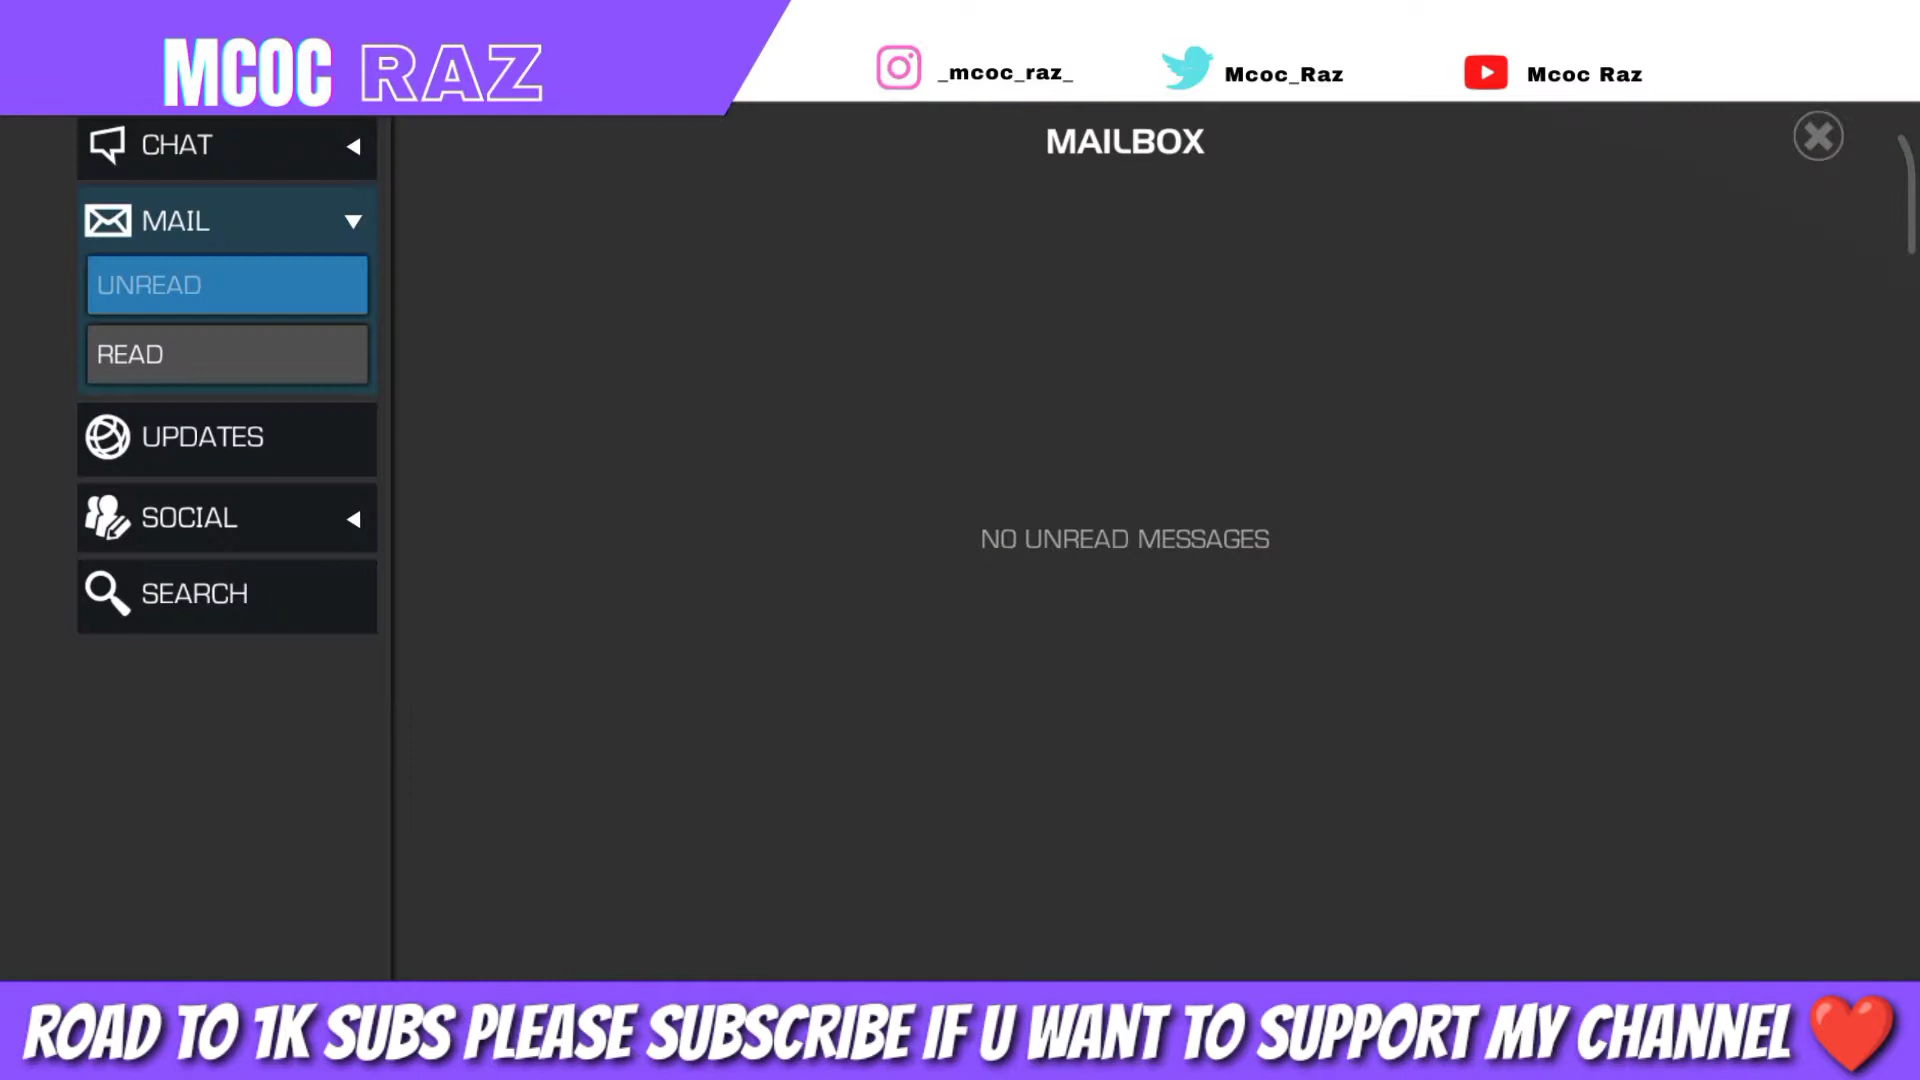 MCOC RAZ
_mcoc_raz_
Mcoc_Raz
Mcoc Raz
CHAT
MAILBOX
MAIL
UNREAD
READ
UPDATES
SOCIAL
SEARCH
NO UNREAD MESSAGES
ROAD TO 1K SUBS PLEASE SUBSCRIBE IF U WANT TO SUPPORT MY CHANNEL ❤️